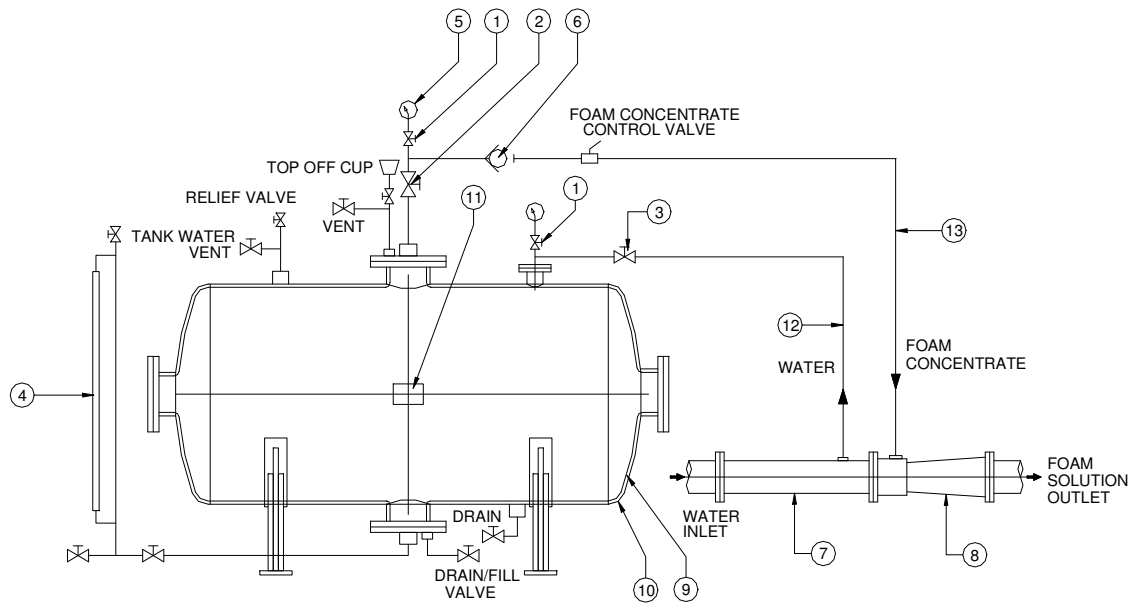 5
1
2
6
FOAM CONCENTRATE
CONTROL VALVE
TOP OFF CUP
RELIEF VALVE
11
1
3
VENT
TANK WATER
VENT
13
12
FOAM
CONCENTRATE
WATER
4
FOAM
SOLUTION
OUTLET
DRAIN
WATER
INLET
7
8
DRAIN/FILL
VALVE
10
9